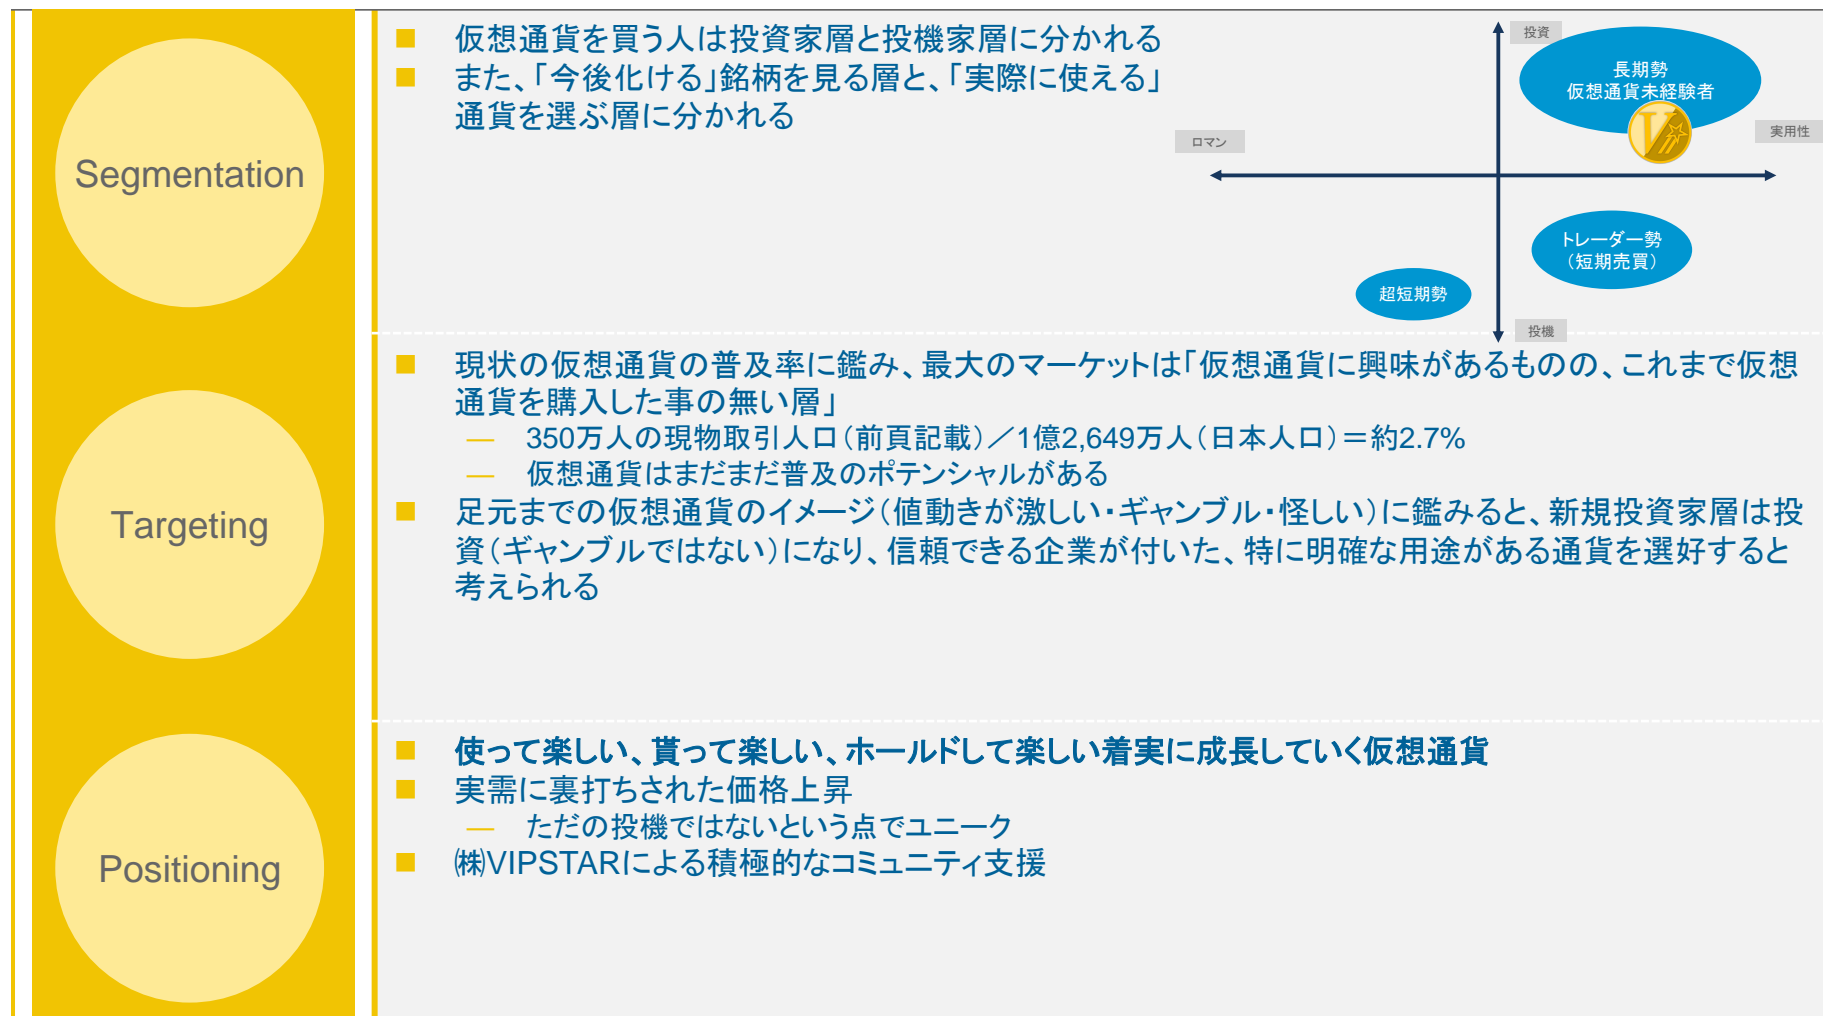 Segmentation
■ 仮想通貨を買う人は投資家層と投機家層に分かれる
■ また、「今後化ける」銘柄を見る層と、「実際に使える」
通貨を選ぶ層に分かれる
投資
長期勢
仮想通貨未経験者
V
ロマン
実用性
トレーダー勢
（短期売買）
超短期勢
投機
Targeting
■ 現状の仮想通貨の普及率に鑑み、最大のマーケットは「仮想通貨に興味があるものの、これまで仮想
通貨を購入した事の無い層」
— 350万人の現物取引人口（前頁記載）／1億2,649万人（日本人口）＝約2.7%
— 仮想通貨はまだまだ普及のポテンシャルがある
■ 足元までの仮想通貨のイメージ（値動きが激しい・ギャンブル・怪しい）に鑑みると、新規投資家層は投
資（ギャンブルではない）になり、信頼できる企業が付いた、特に明確な用途がある通貨を選好すると
考えられる
Positioning
■ 使って楽しい、貰って楽しい、ホールドして楽しい着実に成長していく仮想通貨
■ 実需に裏打ちされた価格上昇
— ただの投機ではないという点でユニーク
■ ㈱VIPSTARによる積極的なコミュニティ支援